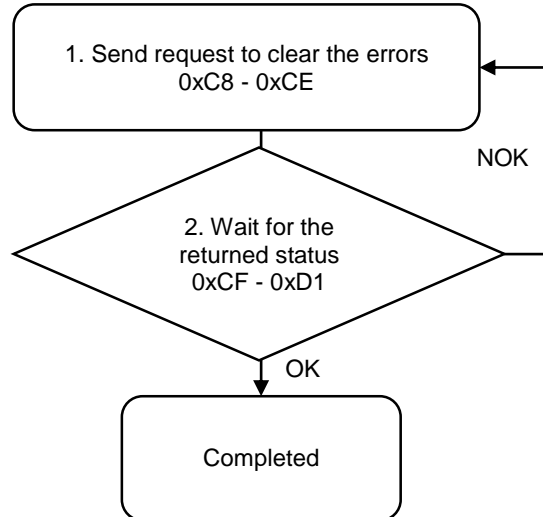 1. Send request to clear the errors
0xC8 - 0xCE
NOK
2. Wait for the
returned status
0xCF - 0xD1
OK
Completed